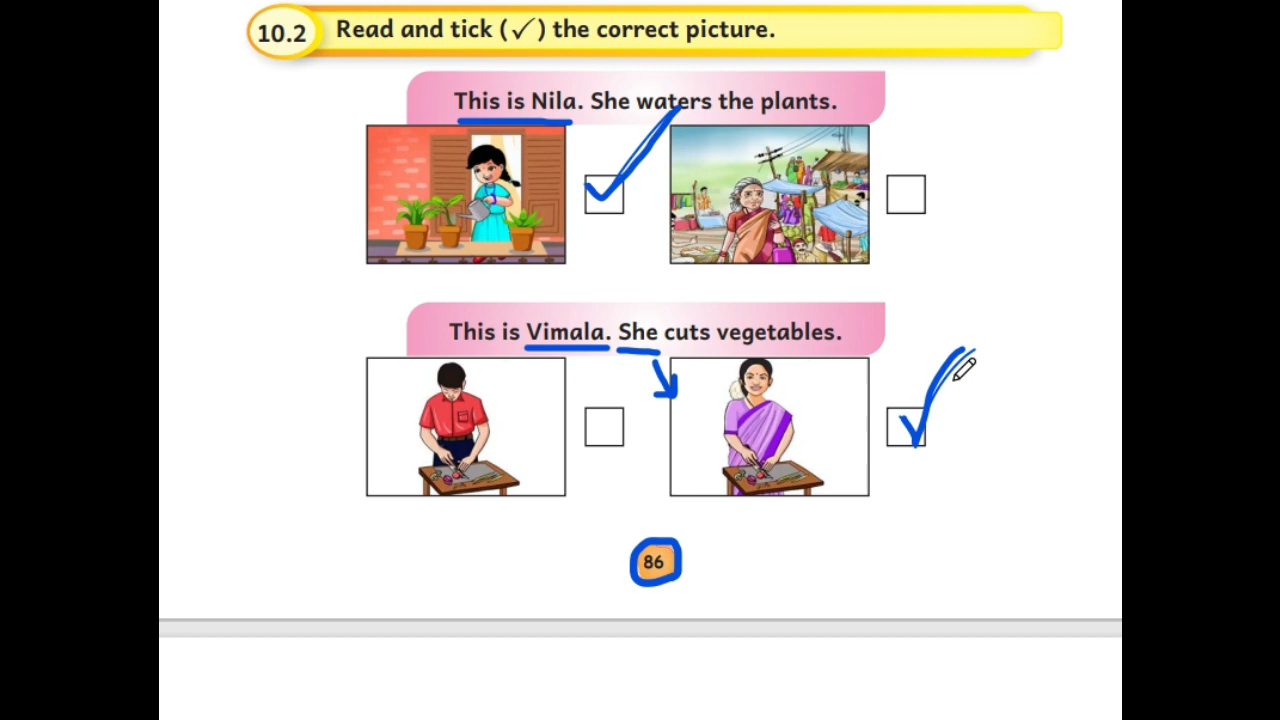 10.2 Read and tick (✓) the correct picture.
This is Nila. She waters the plants.
This is Vimala. She cuts vegetables.
86